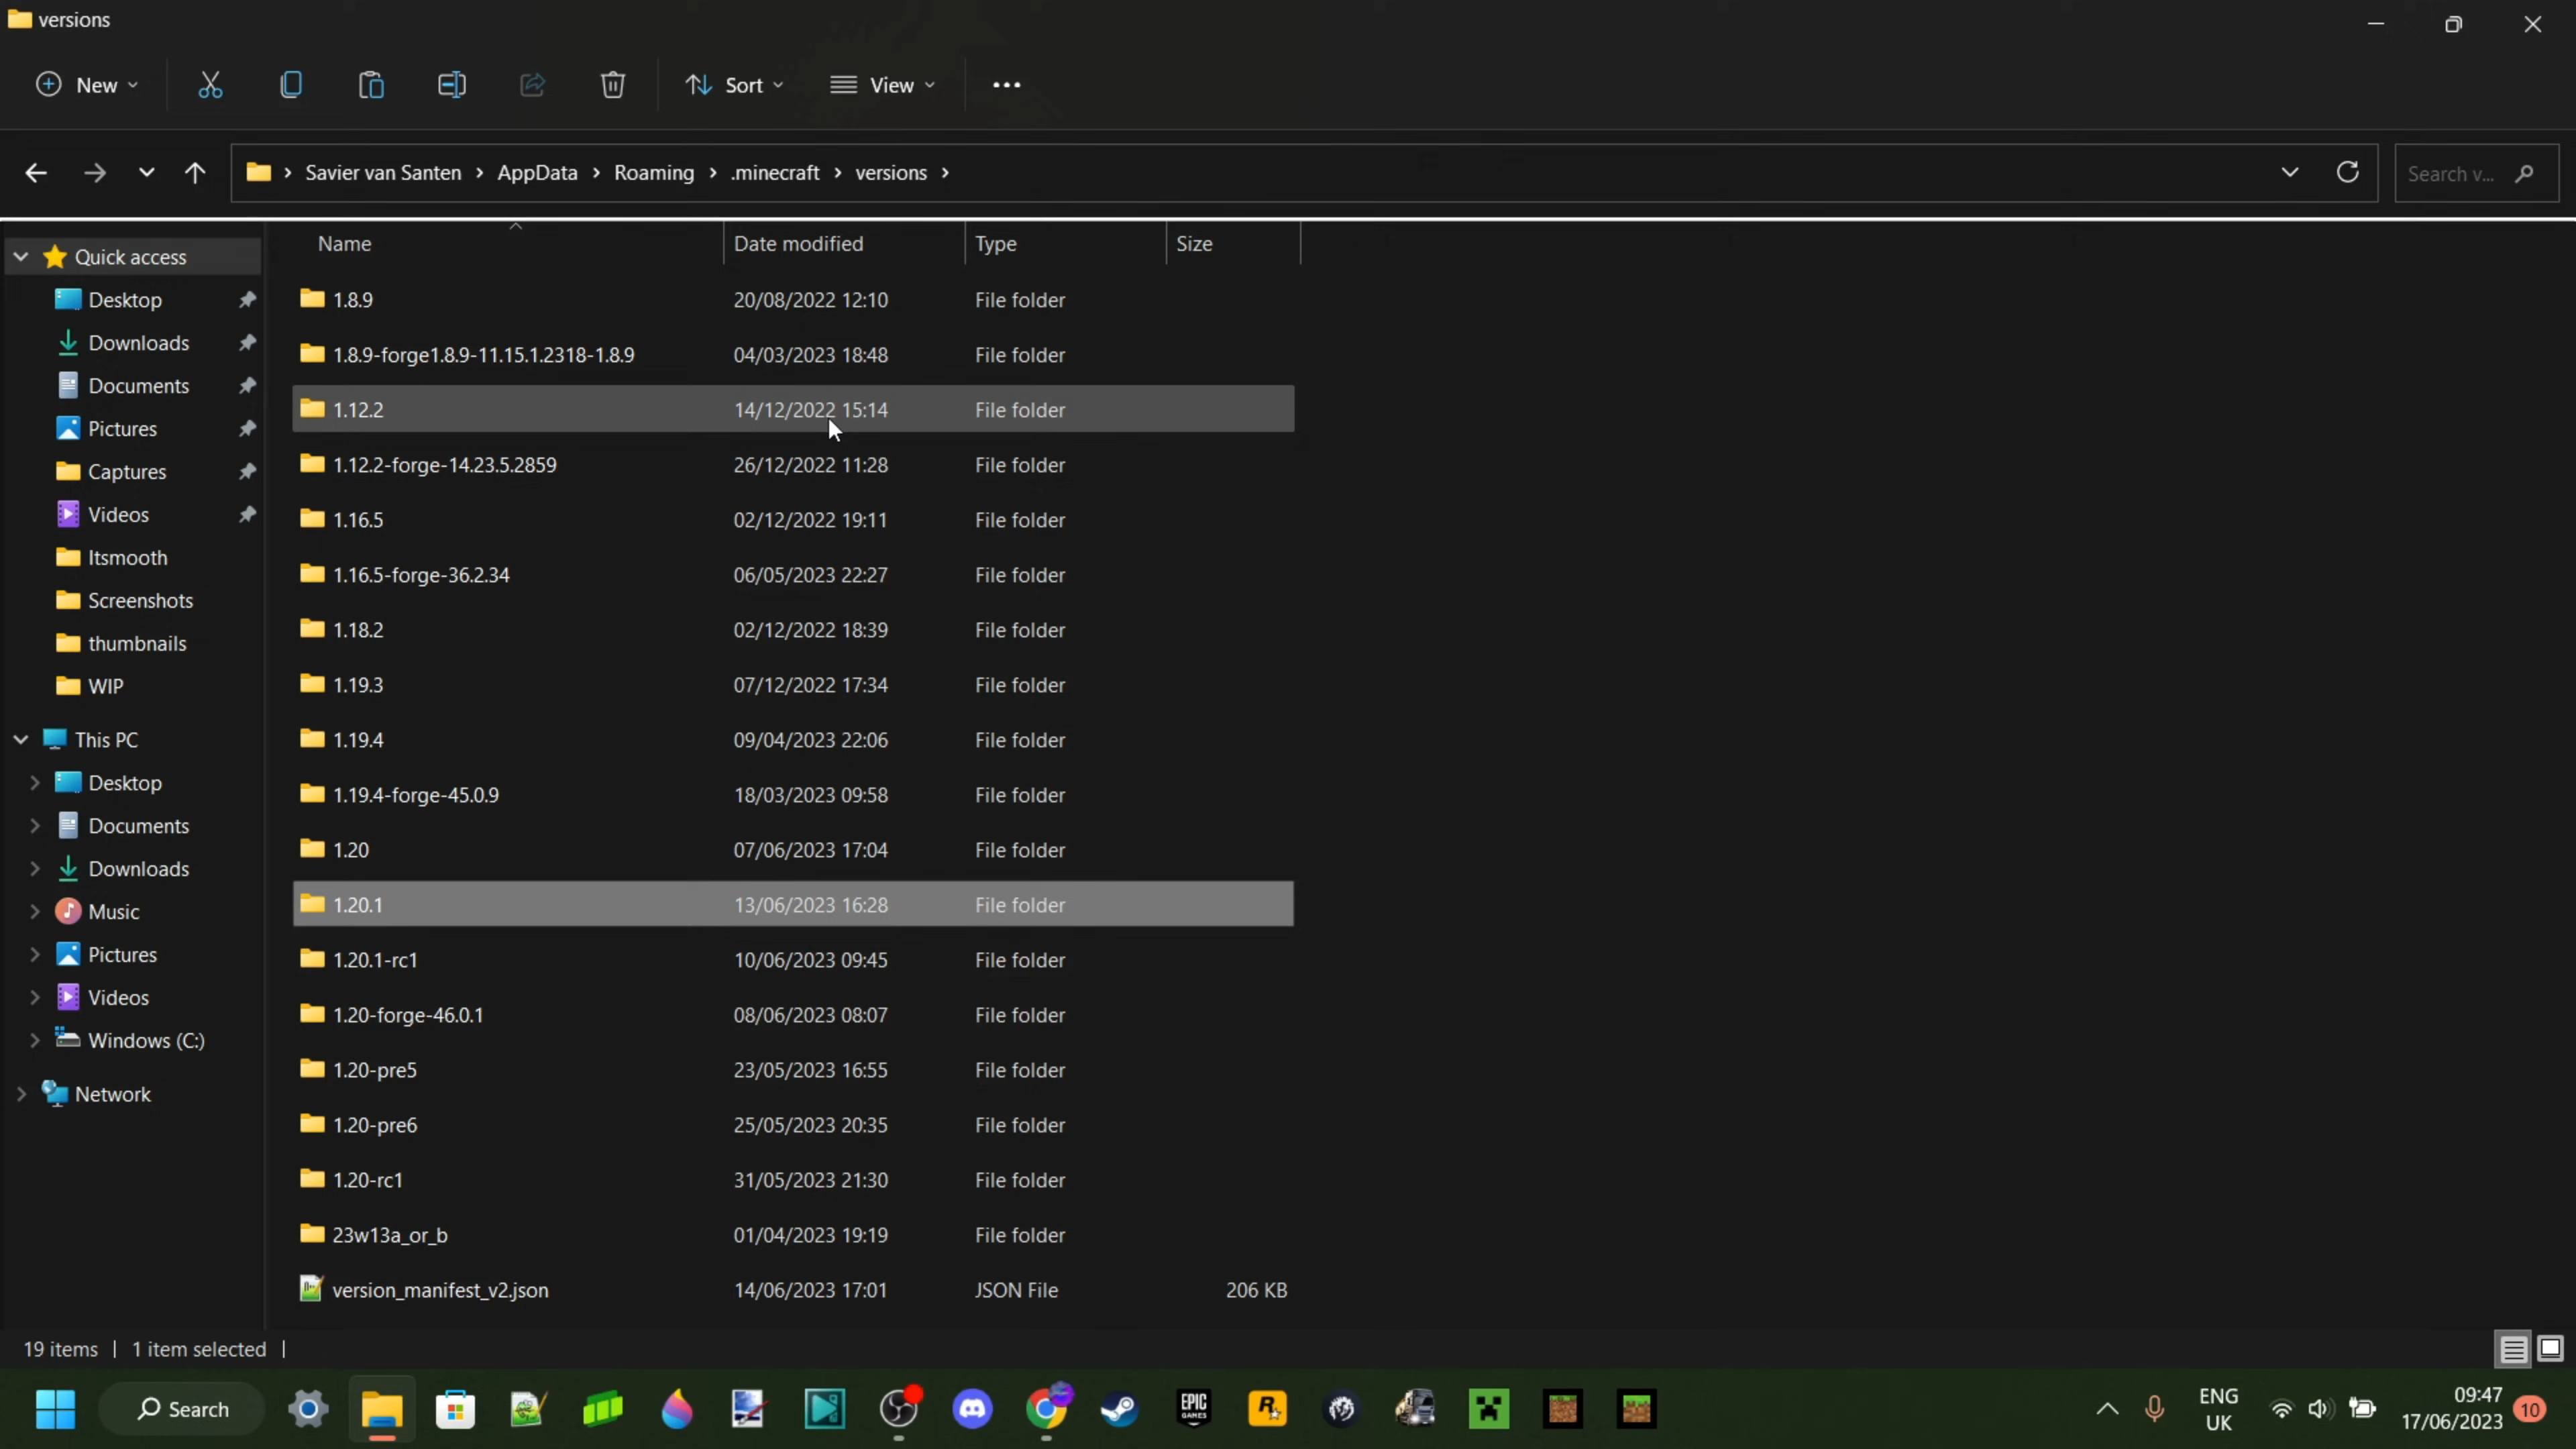 versions
New
Sort
View
Savier van Santen > AppData > Roaming > .minecraft > versions >
Search v...
Name Date modified Type Size
Quick access
Desktop
Downloads
Documents
Pictures
Captures
Videos
Itsmooth
Screenshots
thumbnails
WIP
This PC
Desktop
Documents
Downloads
Music
Pictures
Videos
Windows (C:)
Network
1.8.9 20/08/2022 12:10 File folder
1.8.9-forge1.8.9-11.15.1.2318-1.8.9 04/03/2023 18:48 File folder
1.12.2 14/12/2022 15:14 File folder
1.12.2-forge-14.23.5.2859 26/12/2022 11:28 File folder
1.16.5 02/12/2022 19:11 File folder
1.16.5-forge-36.2.34 06/05/2023 22:27 File folder
1.18.2 02/12/2022 18:39 File folder
1.19.3 07/12/2022 17:34 File folder
1.19.4 09/04/2023 22:06 File folder
1.19.4-forge-45.0.9 18/03/2023 09:58 File folder
1.20 07/06/2023 17:04 File folder
1.20.1 13/06/2023 16:28 File folder
1.20.1-rc1 10/06/2023 09:45 File folder
1.20-forge-46.0.1 08/06/2023 08:07 File folder
1.20-pre5 23/05/2023 16:55 File folder
1.20-pre6 25/05/2023 20:35 File folder
1.20-rc1 31/05/2023 21:30 File folder
23w13a_or_b 01/04/2023 19:19 File folder
version_manifest_v2.json 14/06/2023 17:01 JSON File 206 KB
19 items | 1 item selected |
Search
EPIC GAMES
R
ENG
UK
09:47
17/06/2023
10